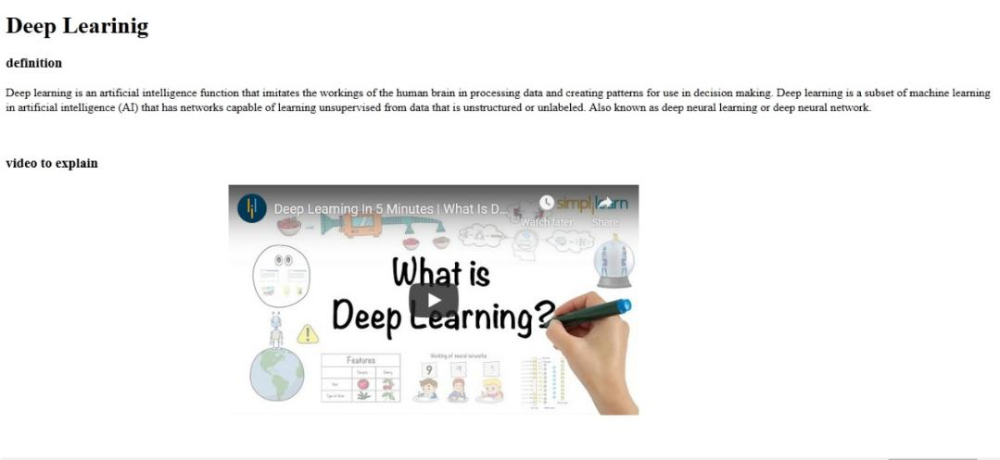 Deep Learinig
definition
Deep learning is an artificial intelligence function that imitates the workings of the human brain in processing data and creating patterns for use in decision making. Deep learning is a subset of machine learning
in artificial intelligence (AI) that has networks capable of learning unsupervised from data that is unstructured or unlabeled. Also known as deep neural learning or deep neural network.
video to explain
Deep Learning In 5 Minutes | What Is D...
simplilearn
Watch later Share
What is
Deep Learning?
Features
Working of neural networks
9 9